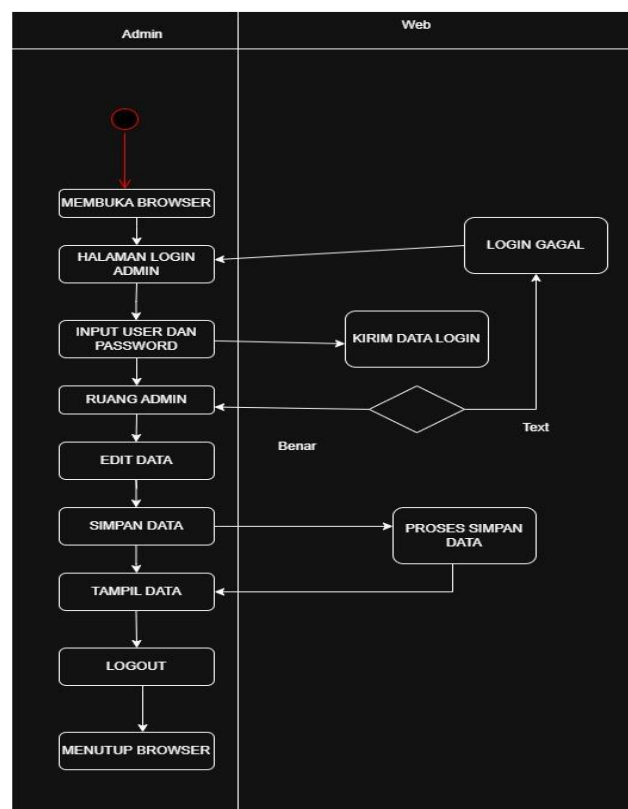 Admin
Web
MEMBUKA BROWSER
HALAMAN LOGIN
ADMIN
LOGIN GAGAL
INPUT USER DAN
PASSWORD
KIRIM DATA LOGIN
RUANG ADMIN
Text
Benar
EDIT DATA
SIMPAN DATA
PROSES SIMPAN
DATA
TAMPIL DATA
LOGOUT
MENUTUP BROWSER